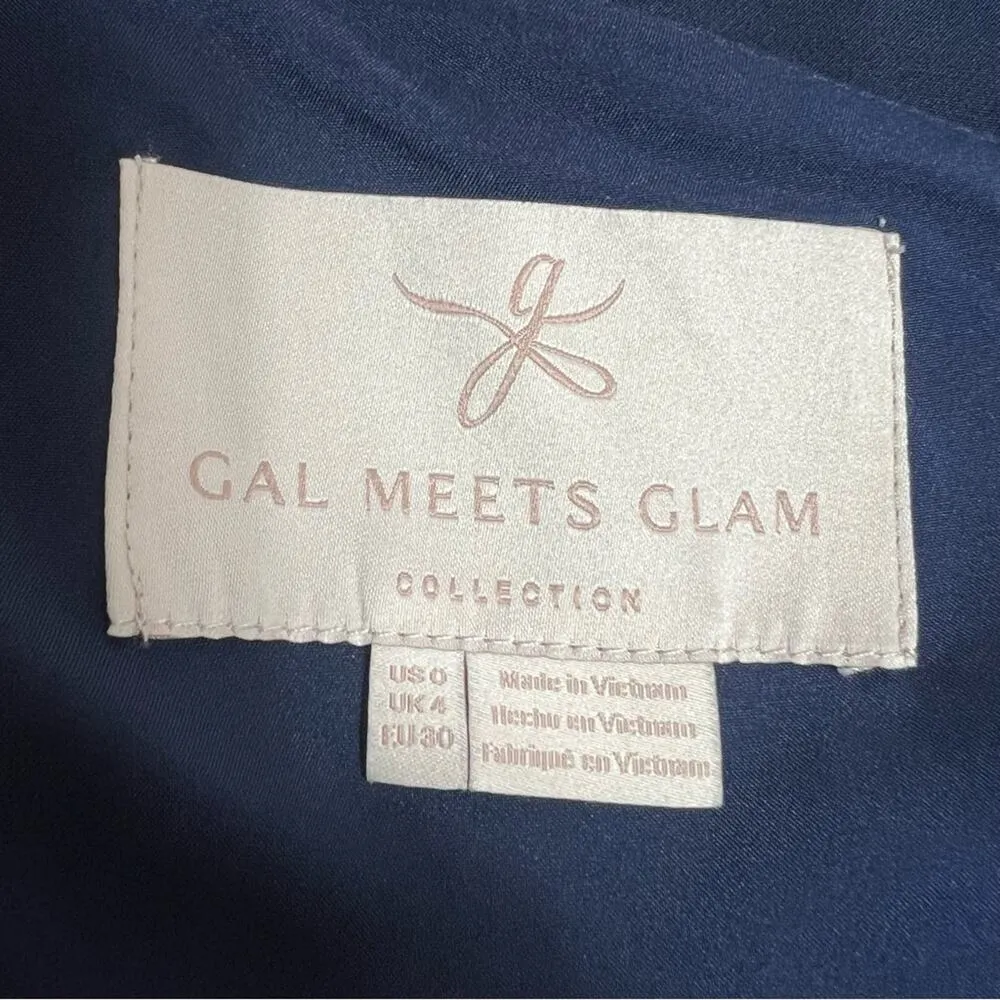 g
GAL MEETS GLAM
COLLECTION
US 0
UK 4
EU 30
Made in Vietnam
Hecho en Vietnam
Fabriqué en Vietnam